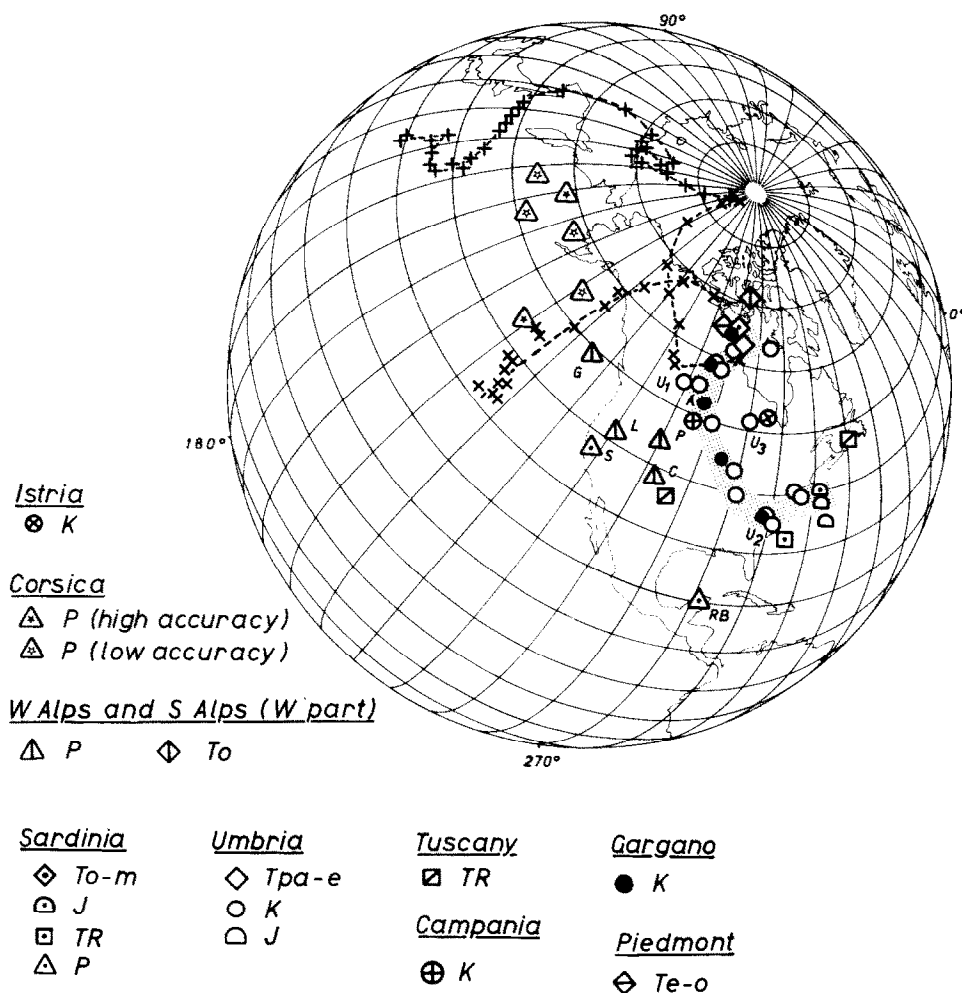 90°
0°
180°
270°
G
U1
A
L
P
U3
S
C
U2
RB
Istria
K
Corsica
P (high accuracy)
P (low accuracy)
W Alps and S Alps (W part)
P To
Sardinia
To-m
J
TR
P
Umbria
Tpa-e
K
J
Tuscany
TR
Campania
K
Gargano
K
Piedmont
Te-o